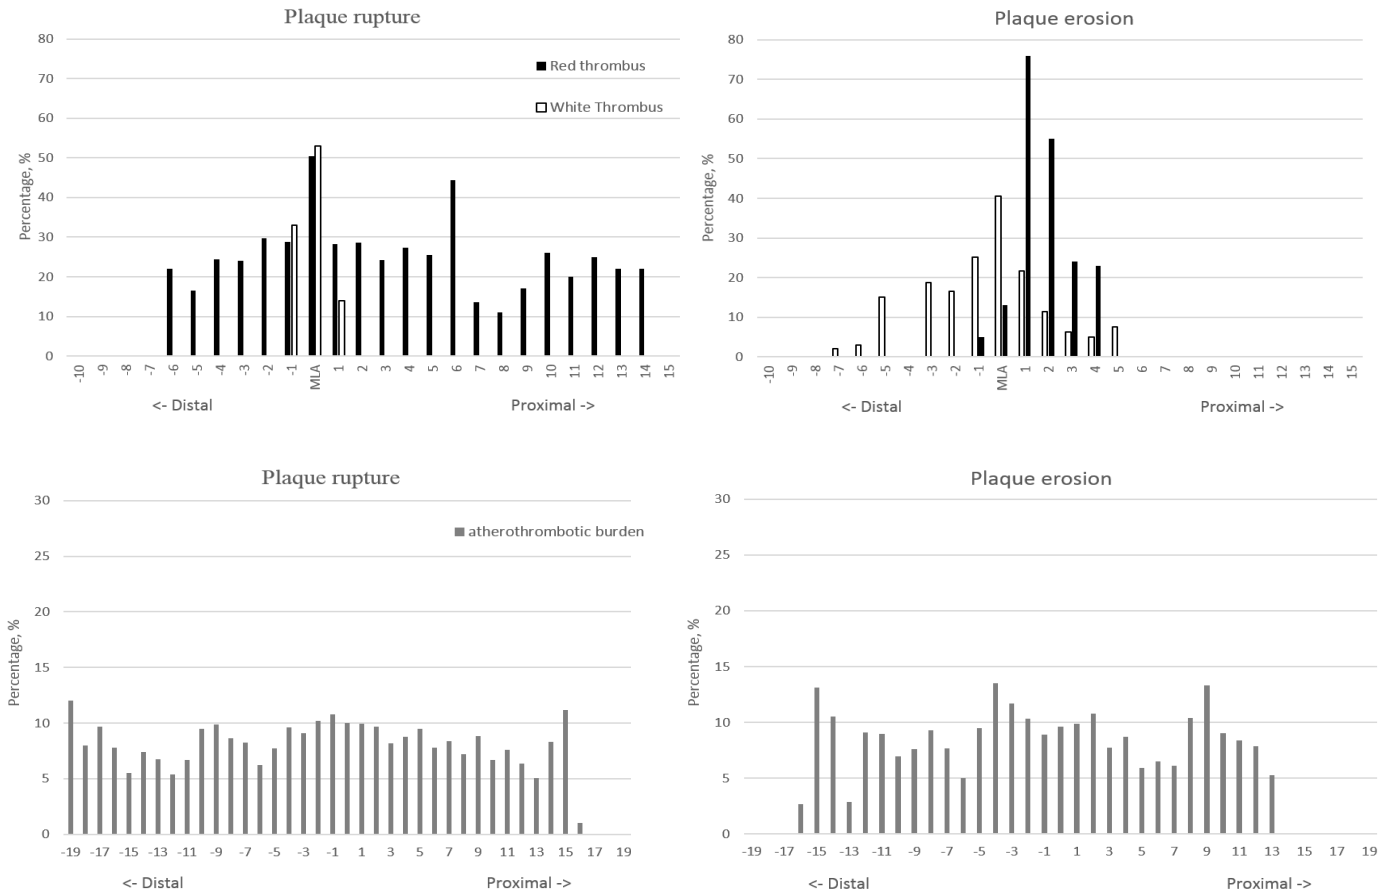 Plaque rupture
80
70
60
50
40
30
20
10
0
Percentage, %
Red thrombus
White Thrombus
-10 -9 -8 -7 -6 -5 -4 -3 -2 -1 MLA 1 2 3 4 5 6 7 8 9 10 11 12 13 14 15
<- Distal Proximal ->
Plaque erosion
80
70
60
50
40
30
20
10
0
Percentage, %
-10 -9 -8 -7 -6 -5 -4 -3 -2 -1 MLA 1 2 3 4 5 6 7 8 9 10 11 12 13 14 15
<- Distal Proximal ->
Plaque rupture
30
25
20
15
10
5
0
Percentage, %
atherothrombotic burden
-19 -17 -15 -13 -11 -9 -7 -5 -3 -1 1 3 5 7 9 11 13 15 17 19
<- Distal Proximal ->
Plaque erosion
30
25
20
15
10
5
0
Percentage, %
-19 -17 -15 -13 -11 -9 -7 -5 -3 -1 1 3 5 7 9 11 13 15 17 19
<- Distal Proximal ->